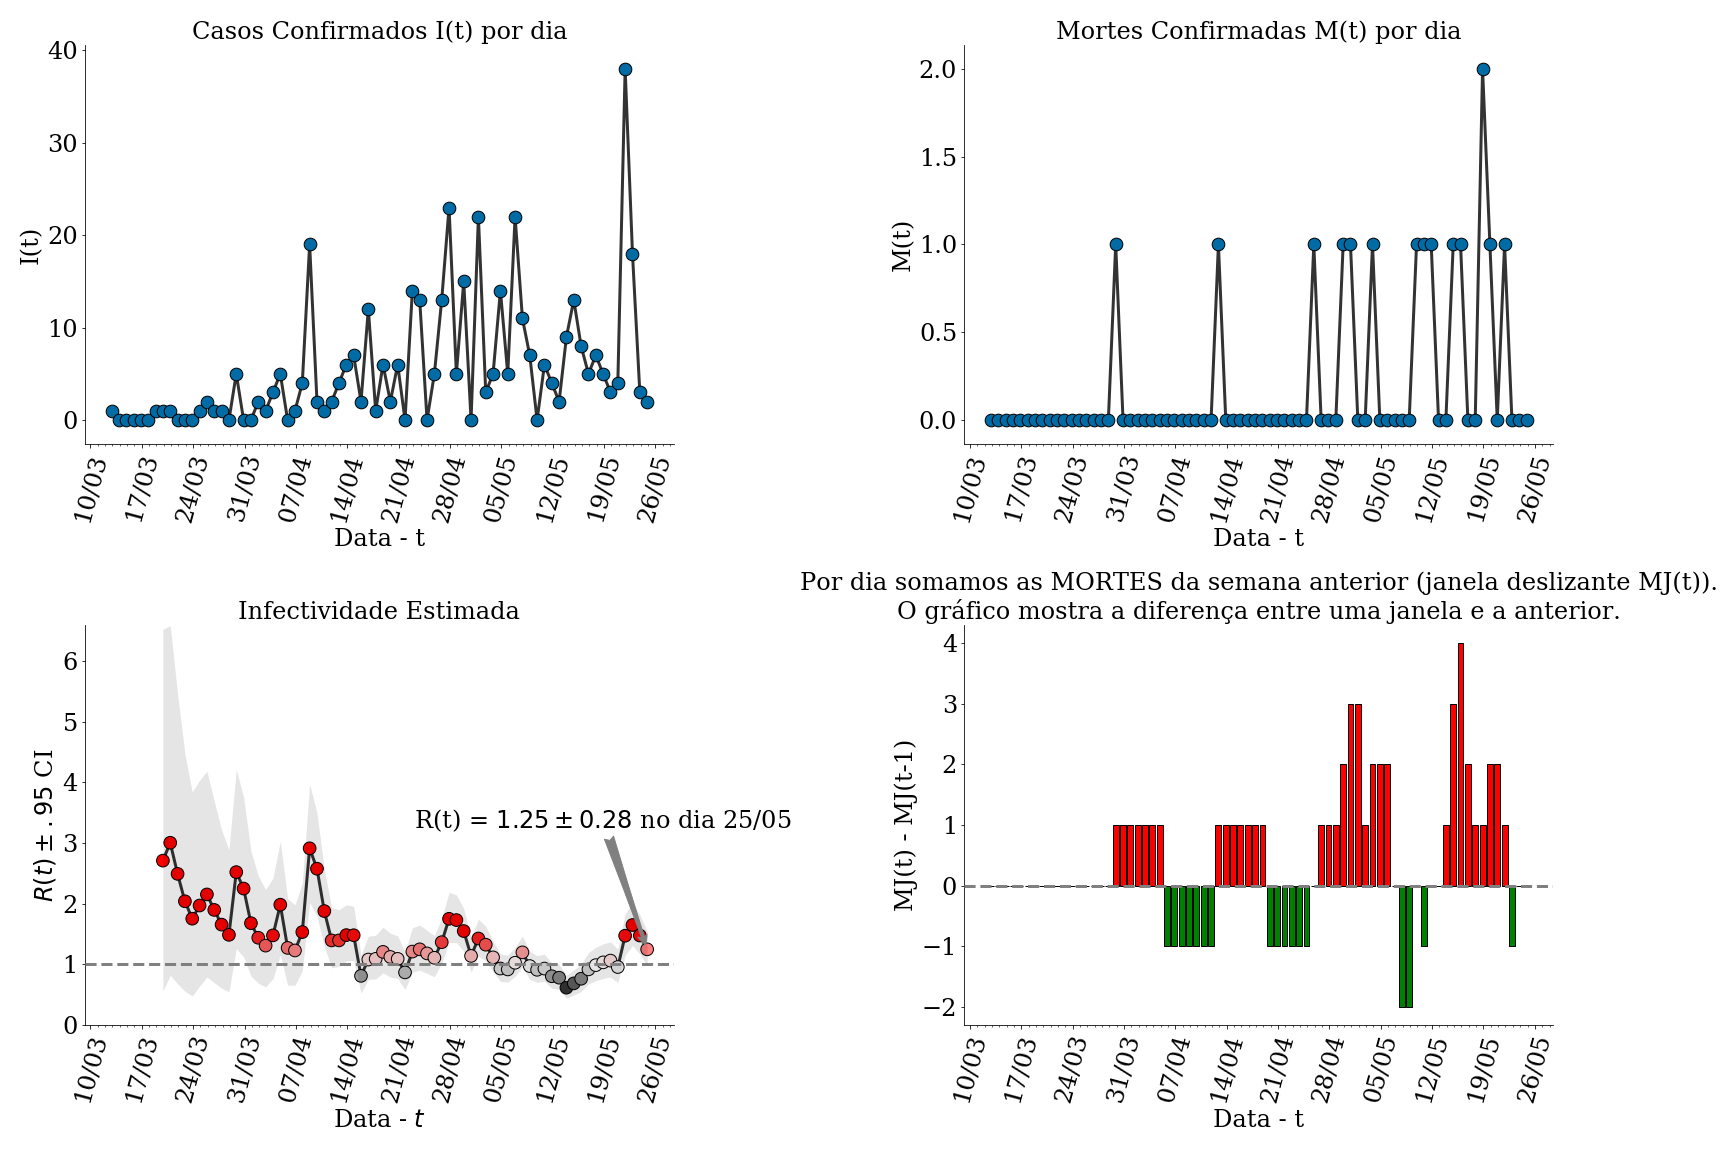 Casos Confirmados I(t) por dia
40
30
20
10
0
I(t)
10/03 17/03 24/03 31/03 07/04 14/04 21/04 28/04 05/05 12/05 19/05 26/05
Data - t
Mortes Confirmadas M(t) por dia
2.0
1.5
1.0
0.5
0.0
M(t)
10/03 17/03 24/03 31/03 07/04 14/04 21/04 28/04 05/05 12/05 19/05 26/05
Data - t
Infectividade Estimada
6
5
4
3
2
1
0
R(t) ± .95 CI
R(t) = 1.25 ± 0.28 no dia 25/05
10/03 17/03 24/03 31/03 07/04 14/04 21/04 28/04 05/05 12/05 19/05 26/05
Data - t
Por dia somamos as MORTES da semana anterior (janela deslizante MJ(t)).
O gráfico mostra a diferença entre uma janela e a anterior.
4
3
2
1
0
−1
−2
MJ(t) - MJ(t-1)
10/03 17/03 24/03 31/03 07/04 14/04 21/04 28/04 05/05 12/05 19/05 26/05
Data - t